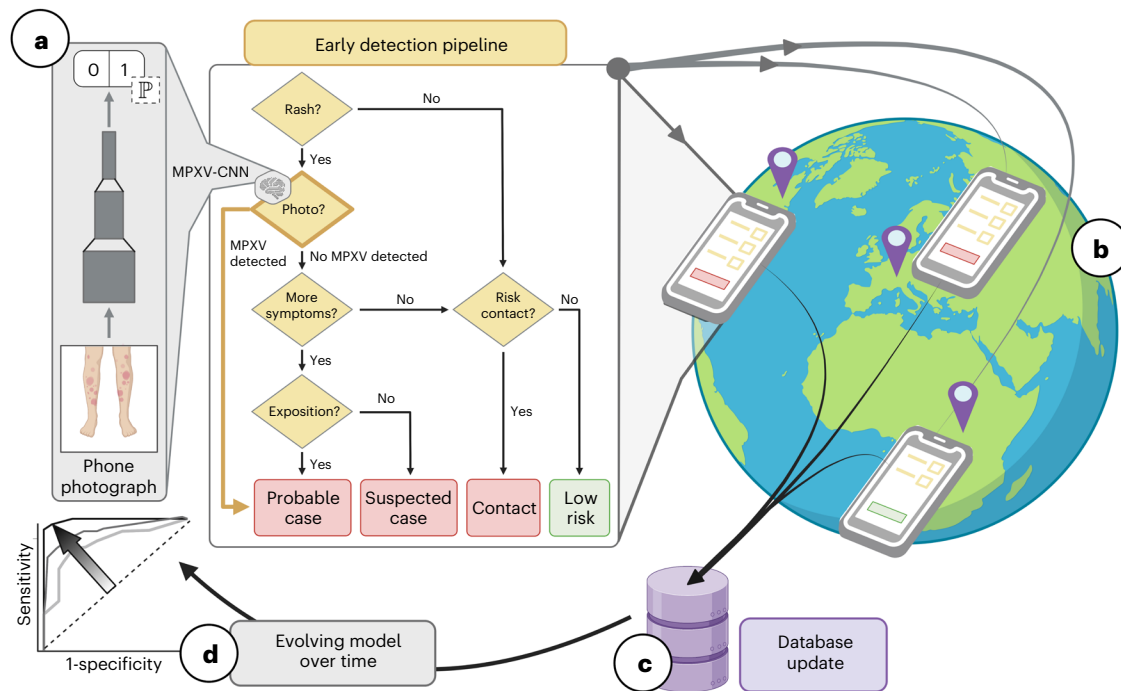 a
0 1
ℙ
MPXV-CNN
Phone
photograph
Early detection pipeline
Rash?
No
Yes
Photo?
MPXV
detected
No MPXV detected
More
symptoms?
No
Risk
contact?
No
Yes
Exposition?
No
Yes
Yes
Probable
case
Suspected
case
Contact
Low
risk
b
Sensitivity
1-specificity
d
Evolving model
over time
c
Database
update